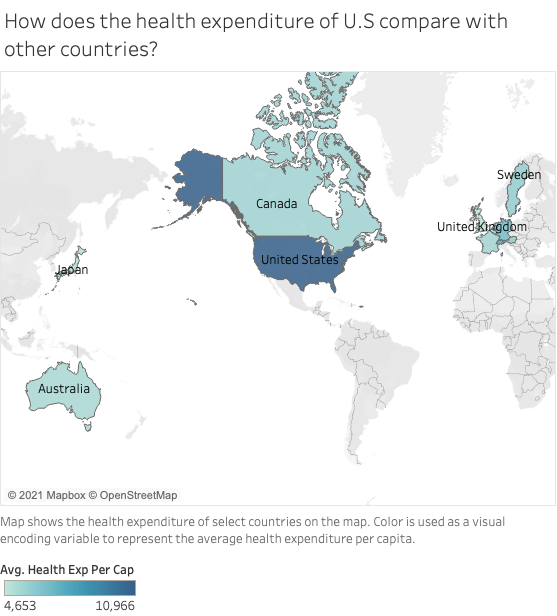 How does the health expenditure of U.S compare with
other countries?
Sweden
Canada
United Kingdom
United States
Japan
Australia
© 2021 Mapbox © OpenStreetMap
Map shows the health expenditure of select countries on the map. Color is used as a visual
encoding variable to represent the average health expenditure per capita.
Avg. Health Exp Per Cap
4,653 10,966